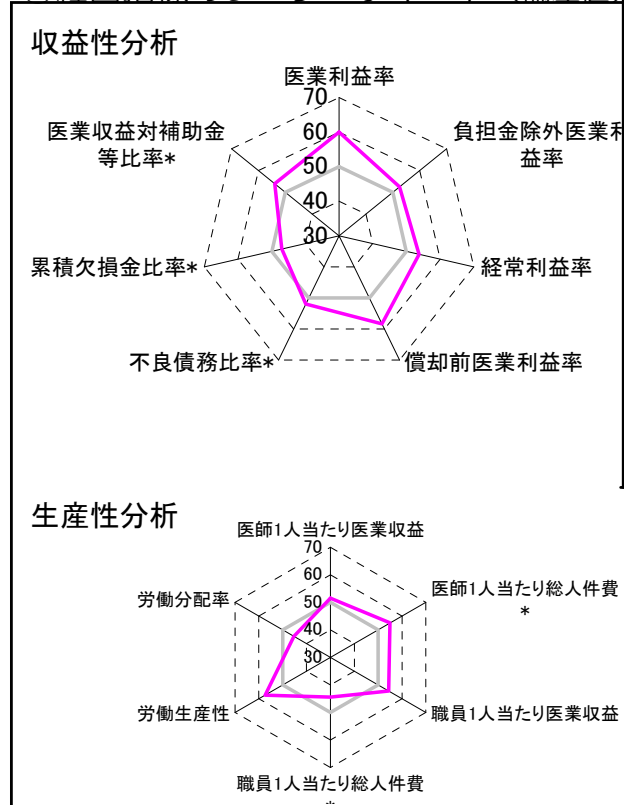 収益性分析
医業利益率
70
60
50
40
30
負担金除外医業利
益率
経常利益率
償却前医業利益率
不良債務比率*
累積欠損金比率*
医業収益対補助金
等比率*
生産性分析
医師1人当たり医業収益
70
60
50
40
30
医師1人当たり総人件費
*
職員1人当たり医業収益
職員1人当たり総人件費
*
労働生産性
労働分配率